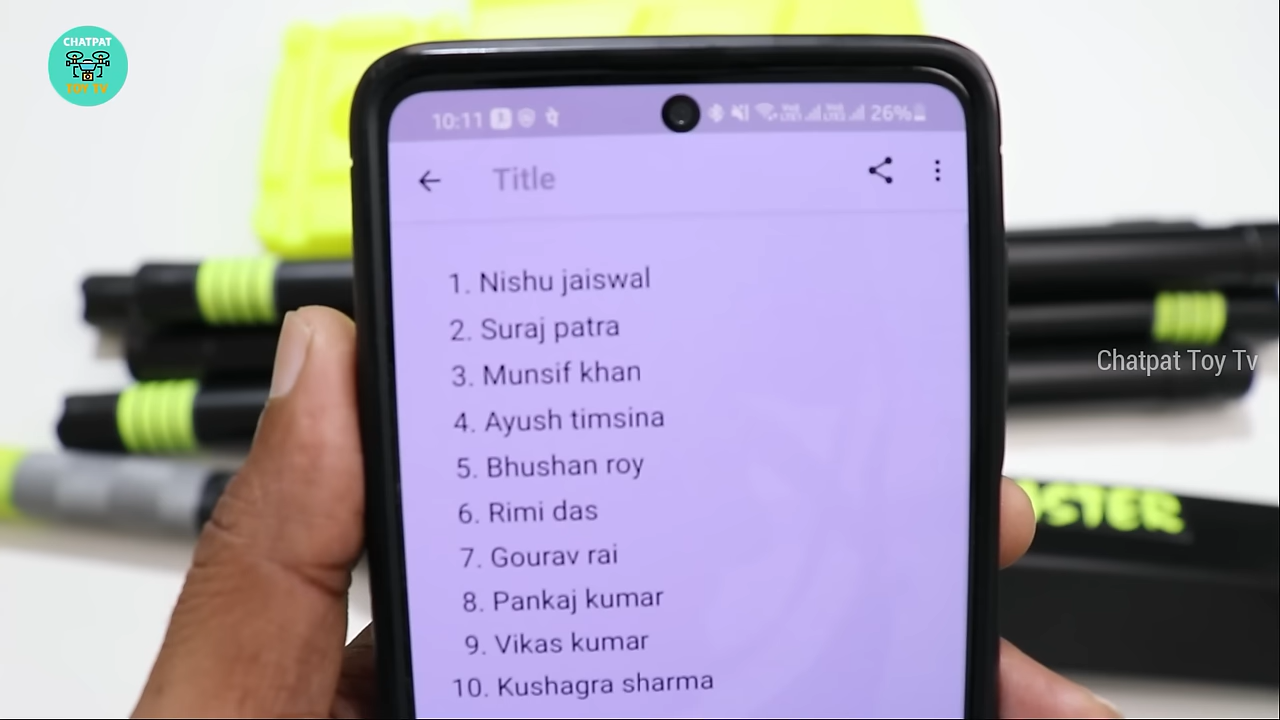 CHATPAT
TOY TV
10:11
26%
Title
1. Nishu jaiswal
2. Suraj patra
3. Munsif khan
4. Ayush timsina
Chatpat Toy Tv
5. Bhushan roy
6. Rimi das
7. Gourav rai
8. Pankaj kumar
9. Vikas kumar
10. Kushagra sharma